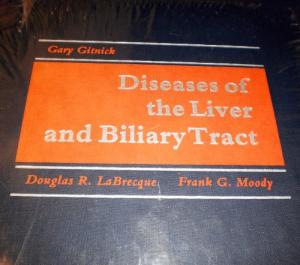 Gary Gitnick
Diseases of
the Liver
and Biliary Tract
Douglas R. LaBrecque Frank G. Moody